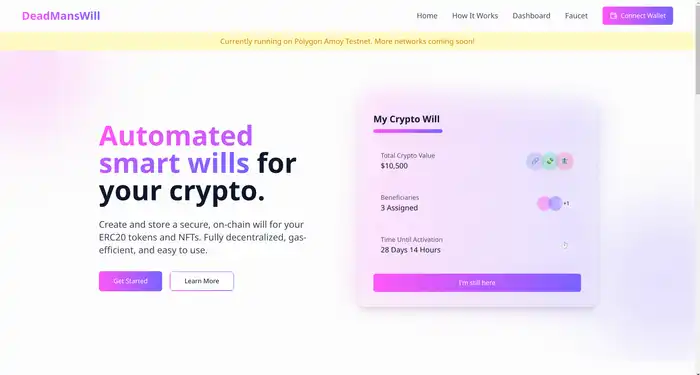 DeadMansWill
Home
How It Works
Dashboard
Faucet
Connect Wallet
Currently running on Polygon Amoy Testnet. More networks coming soon!
Automated
smart wills for
your crypto.
Create and store a secure, on-chain will for your
ERC20 tokens and NFTs. Fully decentralized, gas-
efficient, and easy to use.
Get Started
Learn More
My Crypto Will
Total Crypto Value
$10,500
Beneficiaries
3 Assigned
+1
Time Until Activation
28 Days 14 Hours
I'm still here